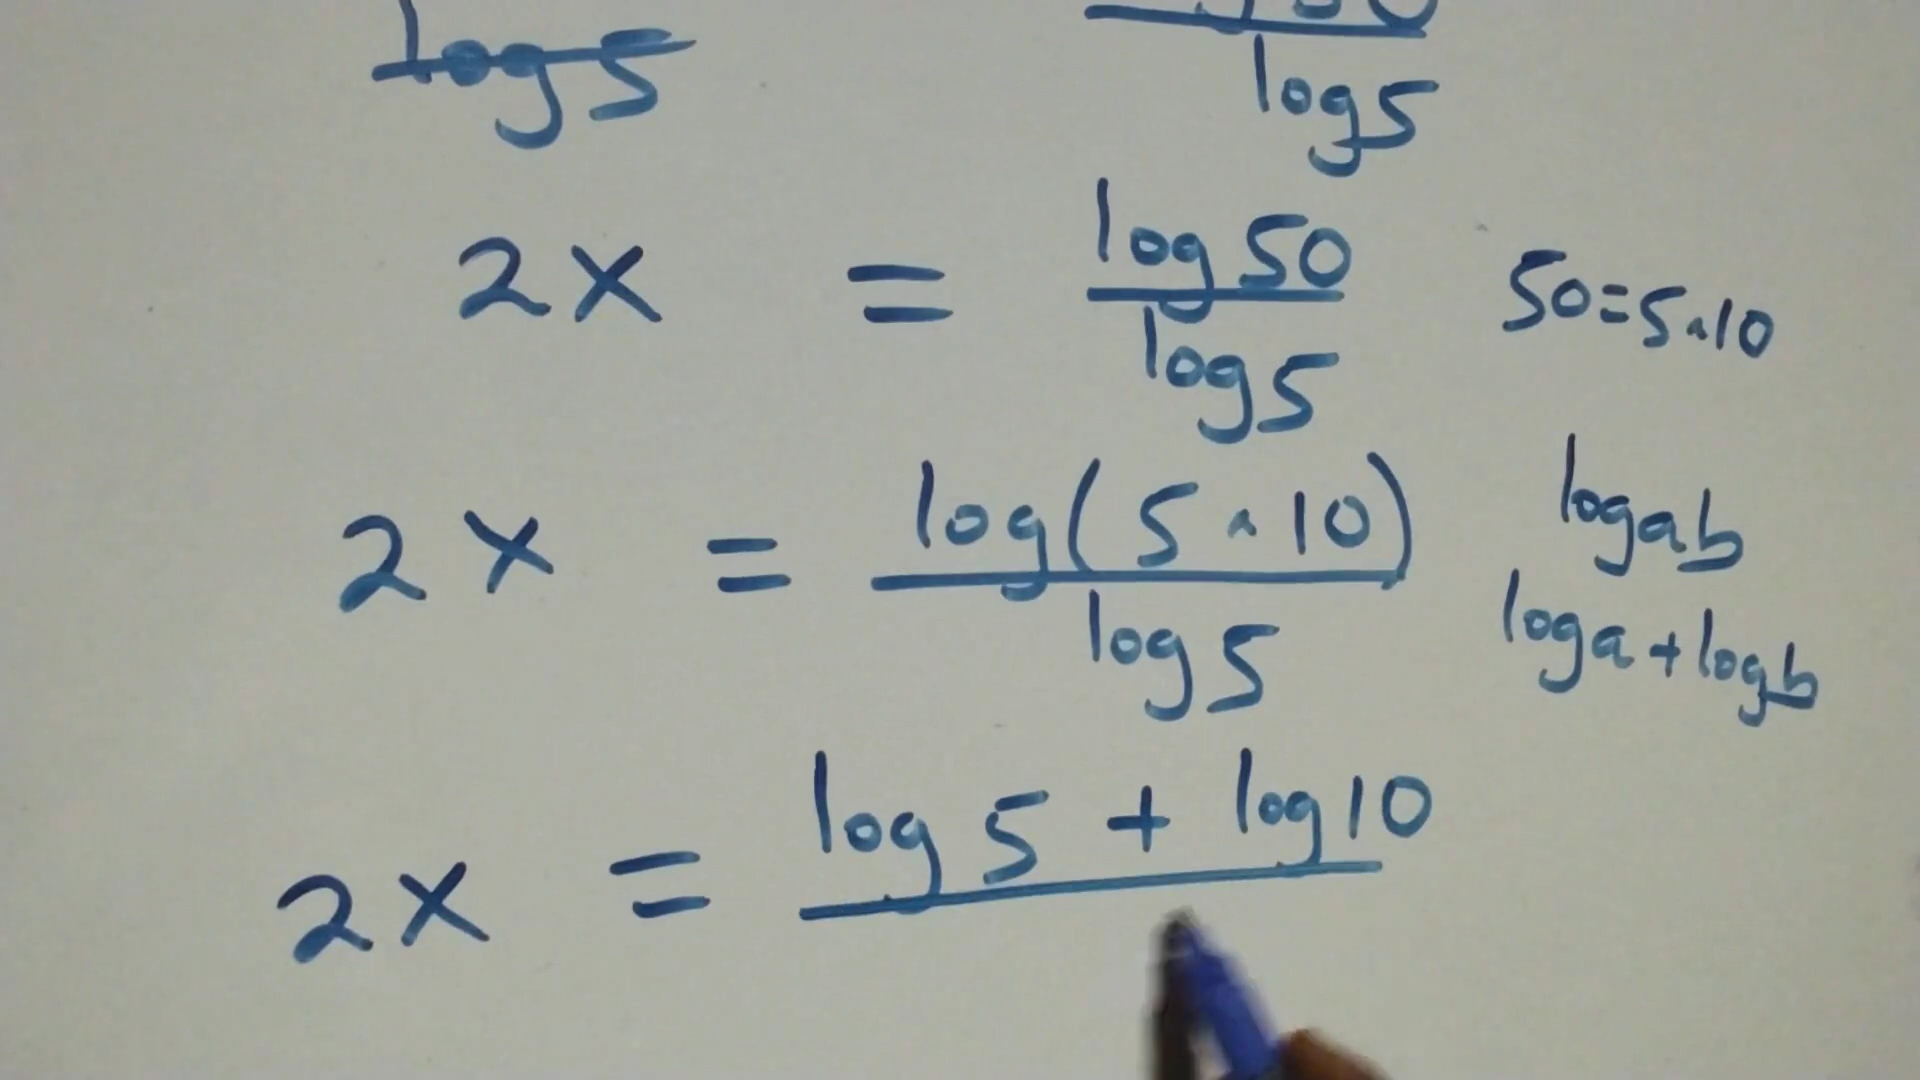 log5
log5
2x = log50 / log5
50=5·10
2x = log(5·10) / log5
logab
loga+logb
2x = log5 + log10